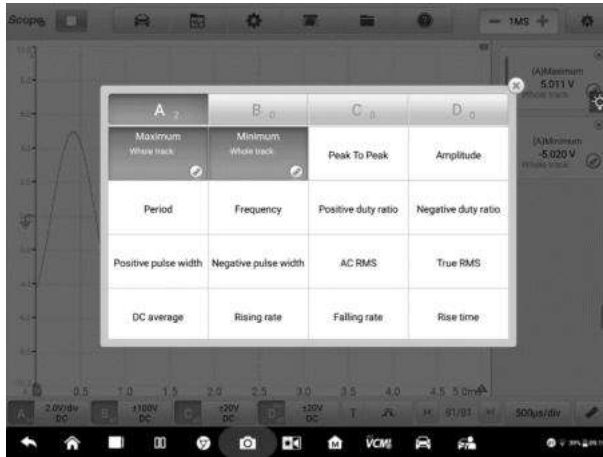 Scope
1MS
(A)Maximum
5.011 V
Whole track
(A)Minimum
-5.020 V
Whole track
A 2
B 0
C 0
D 0
Maximum
Whole track
Minimum
Whole track
Peak To Peak
Amplitude
Period
Frequency
Positive duty ratio
Negative duty ratio
Positive pulse width
Negative pulse width
AC RMS
True RMS
DC average
Rising rate
Falling rate
Rise time
0.5
1.0
1.5
2.0
2.5
3.0
3.5
4.0
4.5
5.0ms
A
2.0V/div
DC
B
±100V
DC
C
±20V
DC
D
±20V
DC
T
91/91
500µs/div
VCMI